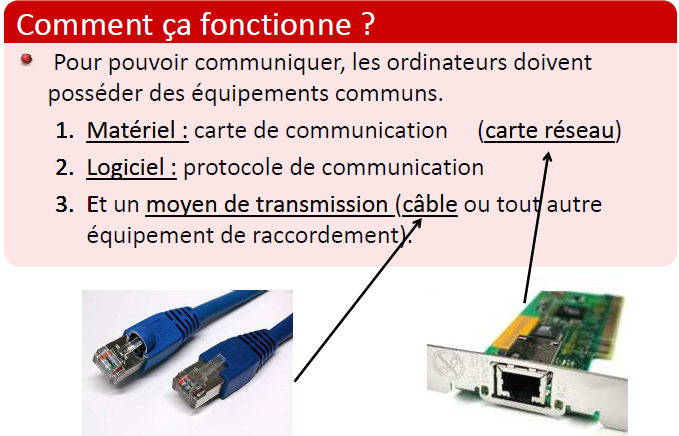 Comment ça fonctionne ?
Pour pouvoir communiquer, les ordinateurs doivent
posséder des équipements communs.
1. Matériel : carte de communication (carte réseau)
2. Logiciel : protocole de communication
3. Et un moyen de transmission (câble ou tout autre
équipement de raccordement).